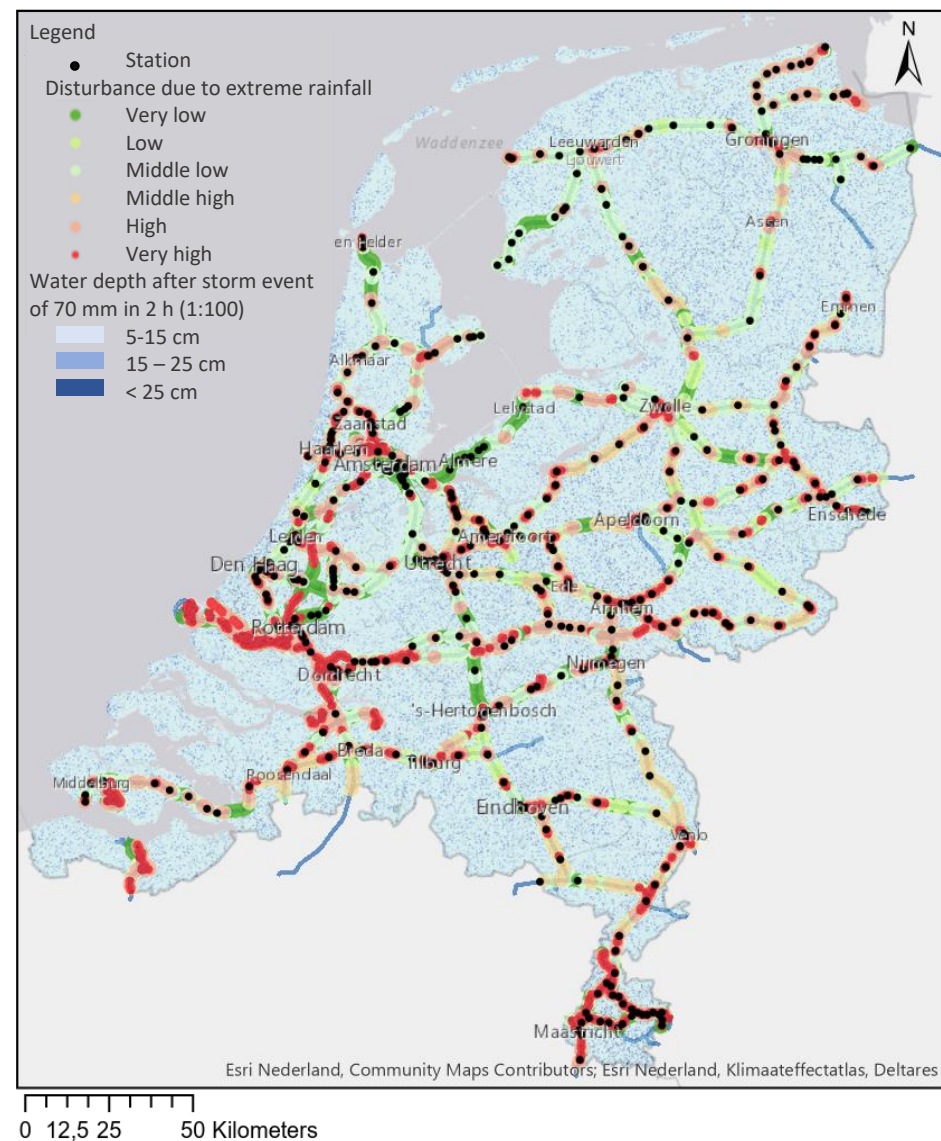 Legend
Station
Disturbance due to extreme rainfall
Very low
Low
Middle low
Middle high
High
Very high
Water depth after storm event
of 70 mm in 2 h (1:100)
5-15 cm
15 – 25 cm
< 25 cm
N
Waddenzee
Leeuwarden
Groningen
Assen
en Helder
Emmen
Alkmaar
Lelystad
Zwolle
Zaanstad
Haarlem
Amsterdam
Almere
Enschede
Apeldoorn
Leiden
Amersfoort
Den Haag
Utrecht
Ede
Arnhem
Rotterdam
Nijmegen
Dordrecht
's-Hertogenbosch
Breda
Tilburg
Roosendaal
Middelburg
Eindhoven
Venlo
Maastricht
Esri Nederland, Community Maps Contributors; Esri Nederland, Klimaateffectatlas, Deltares
0 12,5 25 50 Kilometers